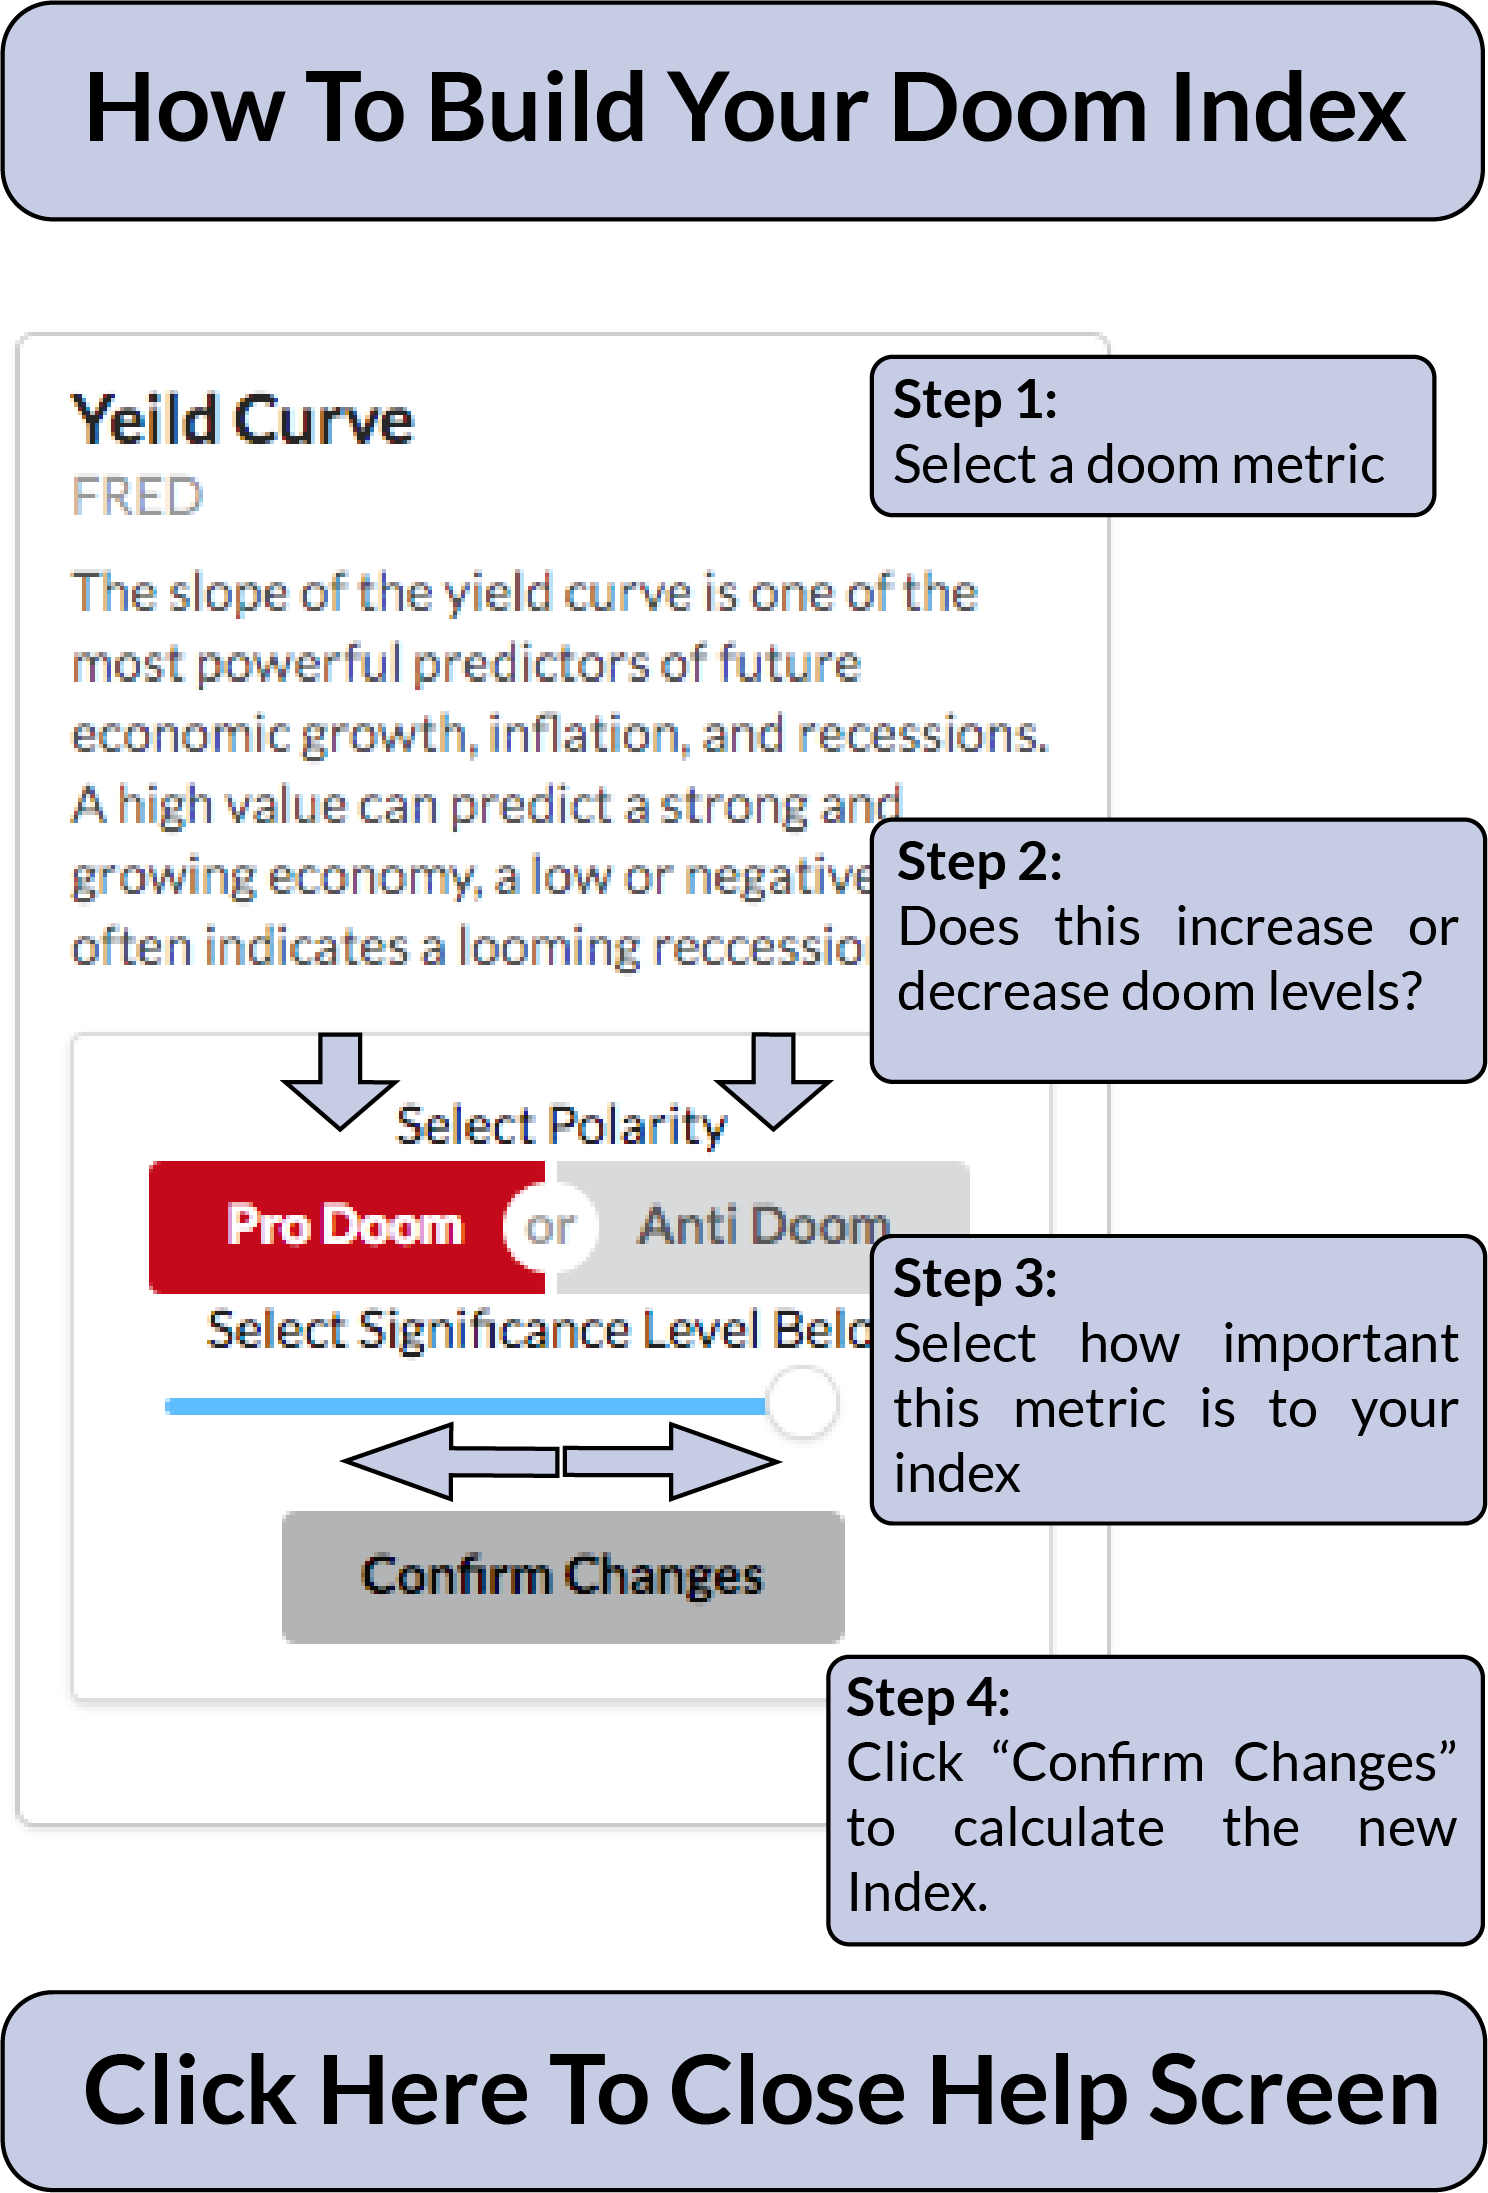 How To Build Your Doom Index
Yeild Curve
FRED
The slope of the yield curve is one of the
most powerful predictors of future
economic growth, inflation, and recessions.
A high value can predict a strong and
growing economy, a low or negative
often indicates a looming reccessio
Step 1:
Select a doom metric
Step 2:
Does this increase or
decrease doom levels?
Select Polarity
Pro Doom or Anti Doom
Select Significance Level Belo
Step 3:
Select how important
this metric is to your
index
Confirm Changes
Step 4:
Click “Confirm Changes”
to calculate the new
Index.
Click Here To Close Help Screen